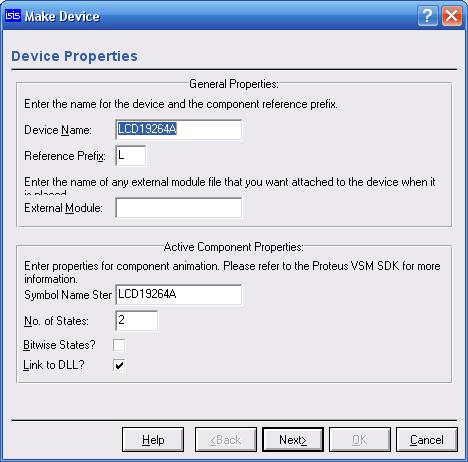 ISIS Make Device
Device Properties
General Properties:
Enter the name for the device and the component reference prefix.
Device Name: LCD19264A
Reference Prefix: L
Enter the name of any external module file that you want attached to the device when it
is placed
External Module:
Active Component Properties:
Enter properties for component animation. Please refer to the Proteus VSM SDK for more
information.
Symbol Name Ster LCD19264A
No. of States: 2
Bitwise States?
Link to DLL?
Help <Back Next> OK Cancel